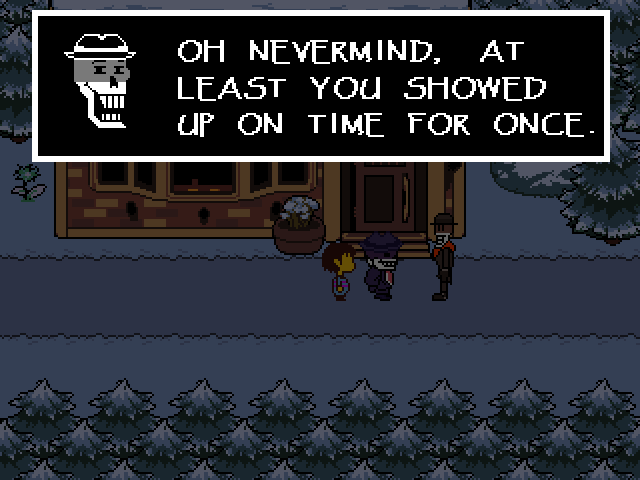 OH NEVERMIND, AT
LEAST YOU SHOWED
UP ON TIME FOR ONCE.